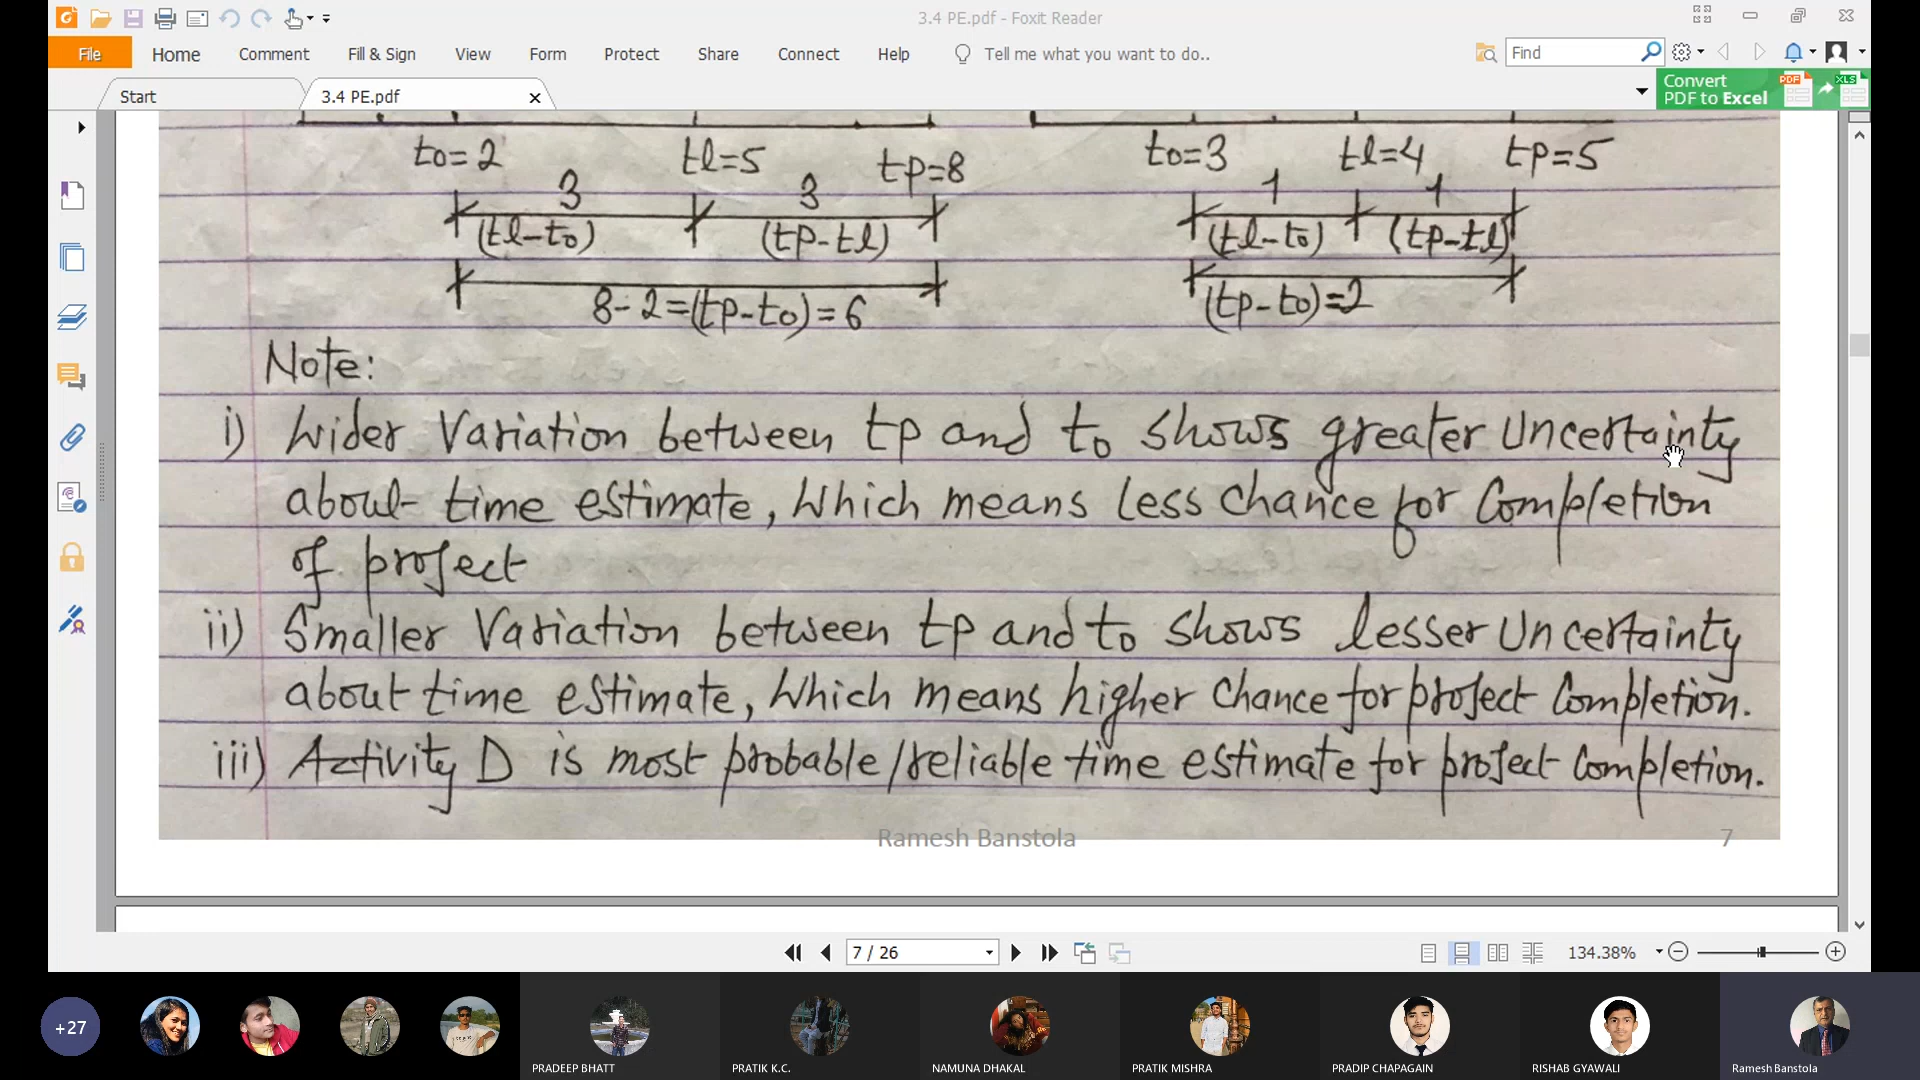 3.4 PE.pdf - Foxit Reader
File Home Comment Fill & Sign View Form Protect Share Connect Help Tell me what you want to do.. Find
Start 3.4 PE.pdf
Convert
PDF to Excel
to=2 tl=5 tp=8 to=3 tl=4 tp=5
3 3 1 1
(tl-to) (tp-tl) (tl-to) (tp-tl)
8-2=(tp-to)=6 (tp-to)=2
Note:
i) Wider Variation between tp and to shows greater Uncertainty
about time estimate, Which means less chance for Completion
of project
ii) Smaller Variation between tp and to shows lesser Uncertainty
about time estimate, Which means higher Chance for project Completion.
iii) Activity D is most probable/reliable time estimate for project Completion.
Ramesh Banstola 7
7 / 26 134.38%
+27
PRADEEP BHATT PRATIK K.C. NAMUNA DHAKAL PRATIK MISHRA PRADIP CHAPAGAIN RISHAB GYAWALI Ramesh Banstola